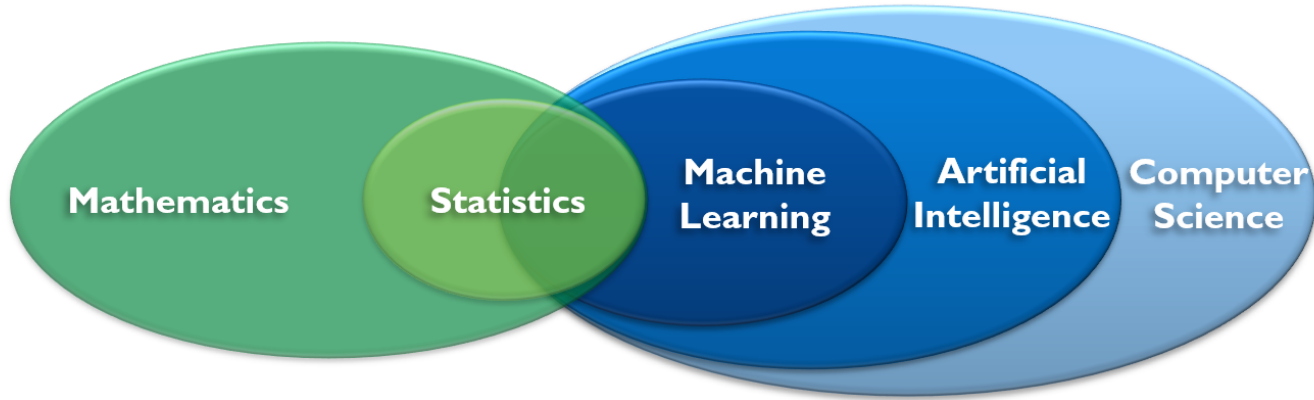 Mathematics
Statistics
Machine
Learning
Artificial
Intelligence
Computer
Science